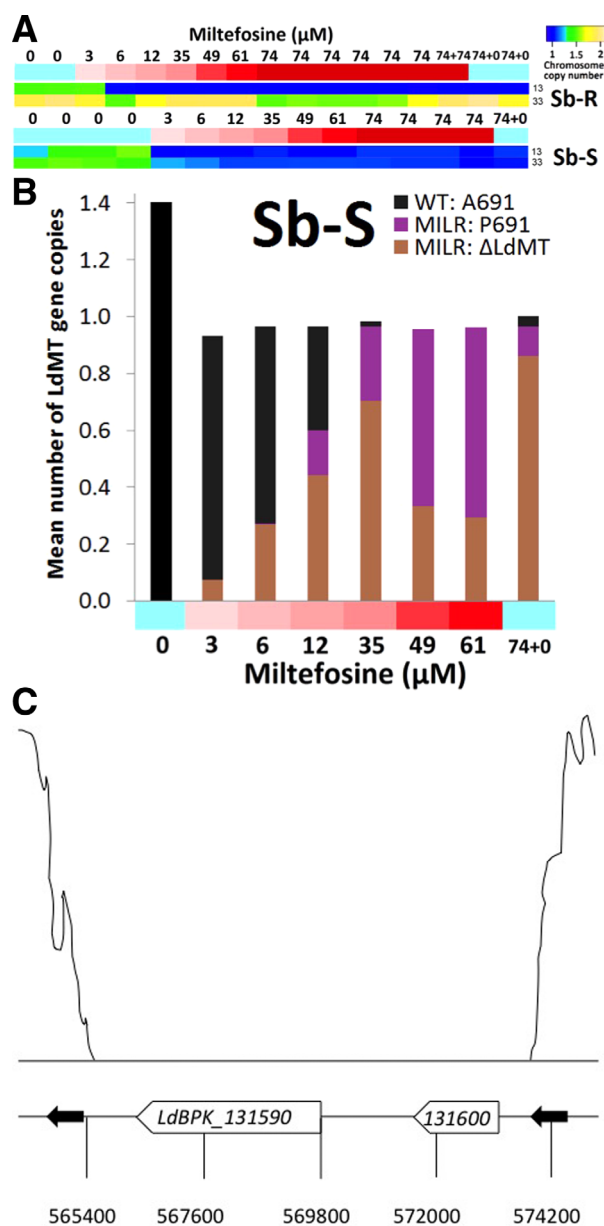 A
Miltefosine (µM)
0 0 3 6 12 35 49 61 74 74 74 74 74 74+74 74+0 74+0
13
33
Sb-R
1 1.5 2
Chromosome
copy number
0 0 0 0 3 6 12 35 49 61 74 74 74 74+0
13
33
Sb-S
B
Sb-S
WT: A691
MILR: P691
MILR: ΔLdMT
Mean number of LdMT gene copies
1.4
1.2
1.0
0.8
0.6
0.4
0.2
0.0
0 3 6 12 35 49 61 74+0
Miltefosine (µM)
C
LdBPK_131590 131600
565400 567600 569800 572000 574200